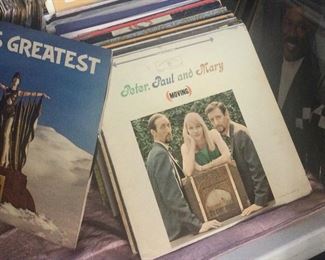 S GREATEST
Peter, Paul and Mary
(MOVING)